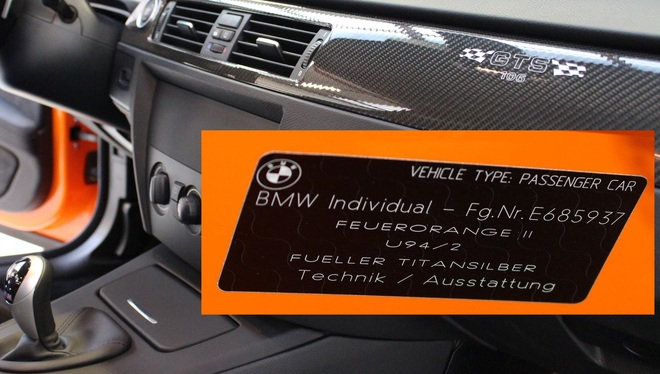 GTS
106
BMW
VEHICLE TYPE: PASSENGER CAR
BMW Individual – Fg.Nr.E685937
FEUERORANGE II
U94/2
FUELLER TITANSILBER
Technik / Ausstattung